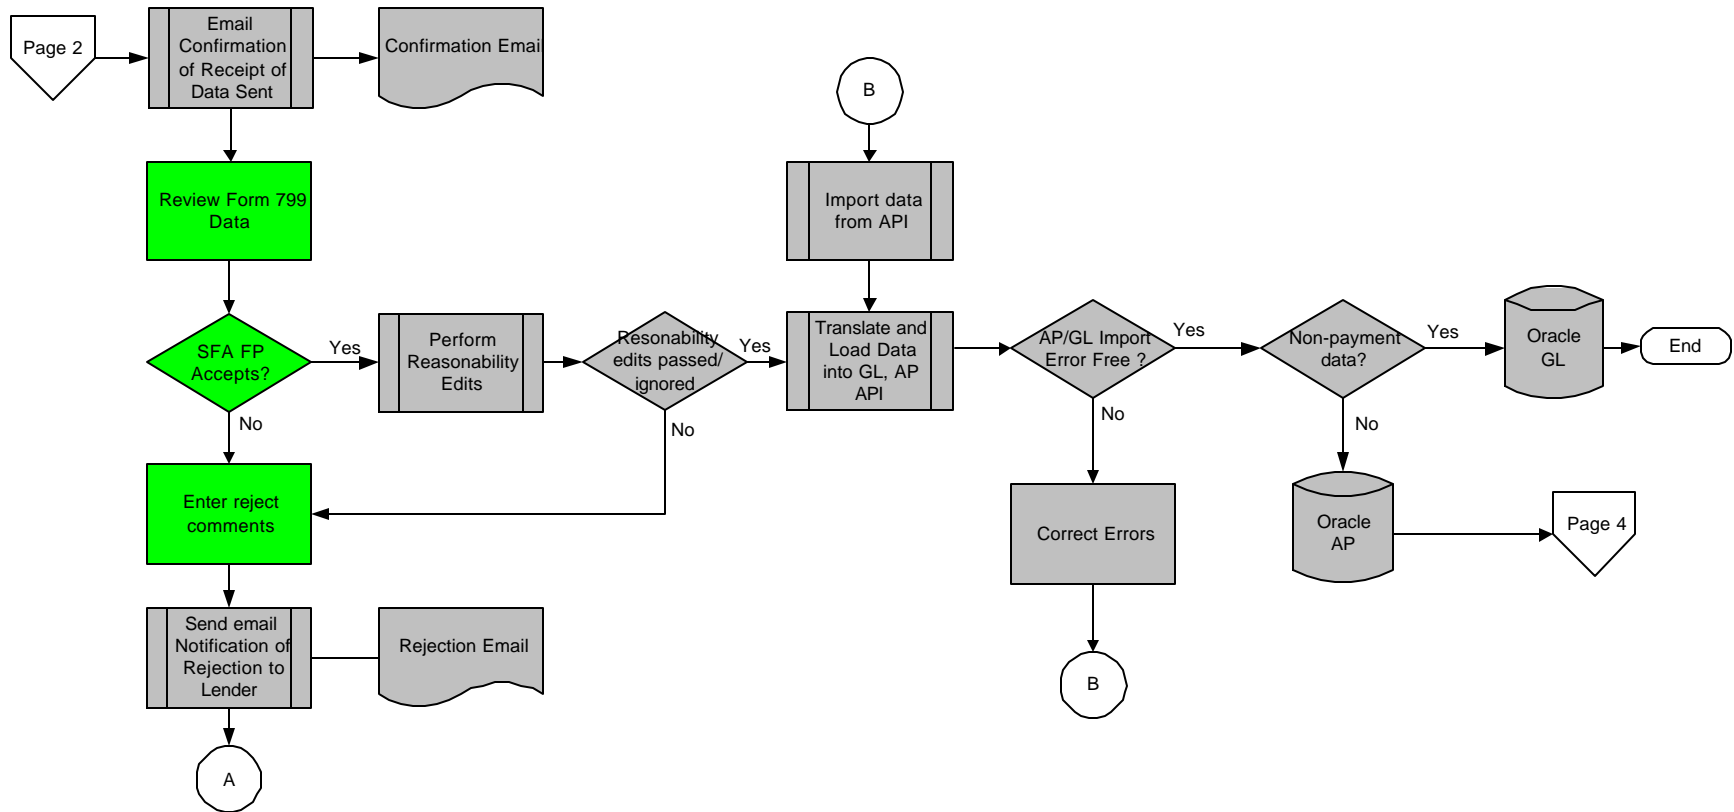 Page 2
Email
Confirmation
of Receipt of
Data Sent
Confirmation Email
B
Review Form 799
Data
Import data
from API
SFA FP
Accepts?
Yes
No
Perform
Reasonability
Edits
Resonability
edits passed/
ignored
Yes
No
Translate and
Load Data
into GL, AP
API
AP/GL Import
Error Free ?
Yes
No
Non-payment
data?
Yes
No
Oracle
GL
End
Enter reject
comments
Correct Errors
Oracle
AP
Page 4
Send email
Notification of
Rejection to
Lender
Rejection Email
B
A